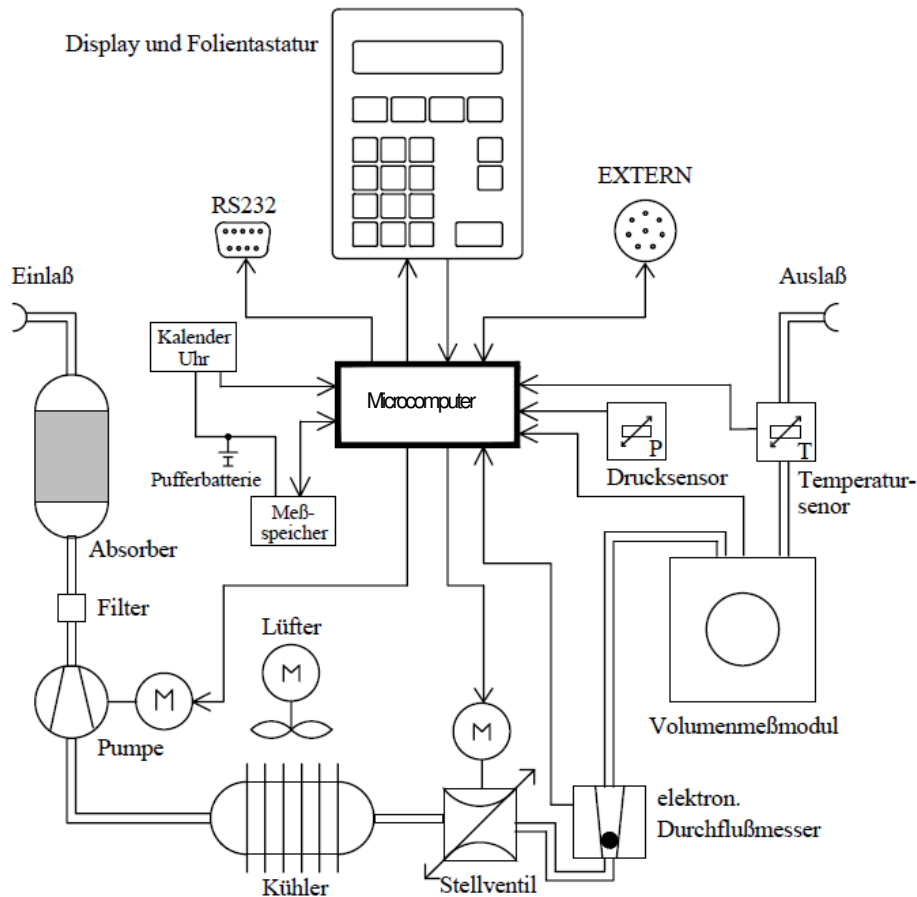 Display und Folientastatur
EXTERN
RS232
Einlaß
Auslaß
Kalender
Uhr
Microcomputer
P
T
Pufferbatterie
Drucksensor
Temperatur-
senor
Meß-
speicher
Absorber
Filter
Lüfter
M
M
M
Volumenmeßmodul
Pumpe
elektron.
Durchflußmesser
Kühler
Stellventil